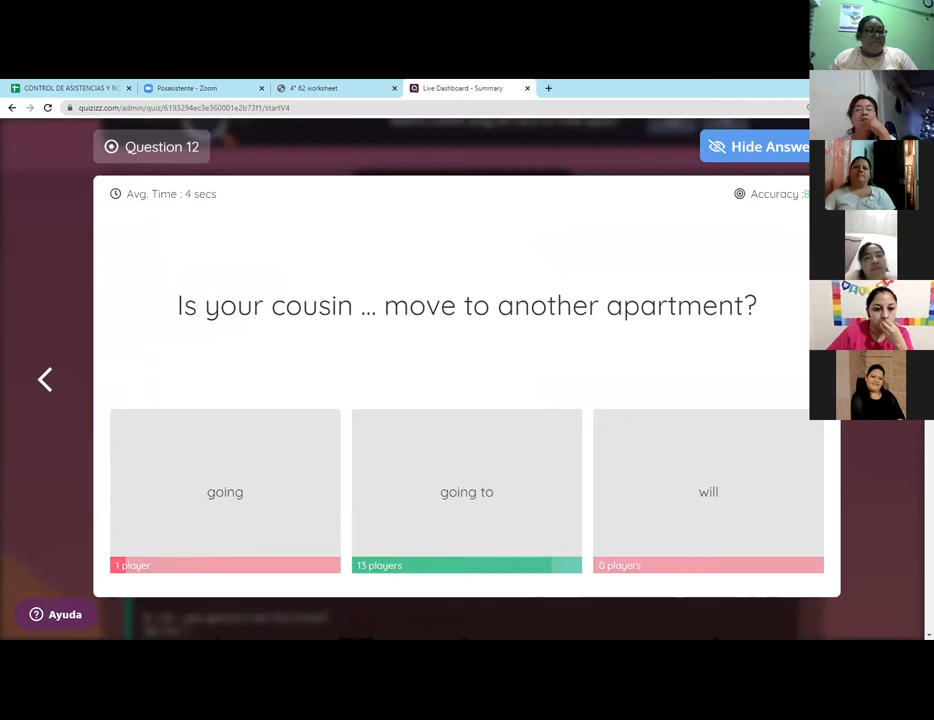 CONTROL DE ASISTENCIAS Y NO
Posasistente - Zoom
4° 62 worksheet
Live Dashboard - Summary
quizizz.com/admin/quiz/6193294ec3e360001e2b73f1/startV4
Question 12
Hide Answe
Avg. Time : 4 secs
Accuracy :8
Is your cousin ... move to another apartment?
going
going to
will
1 player
13 players
0 players
Ayuda